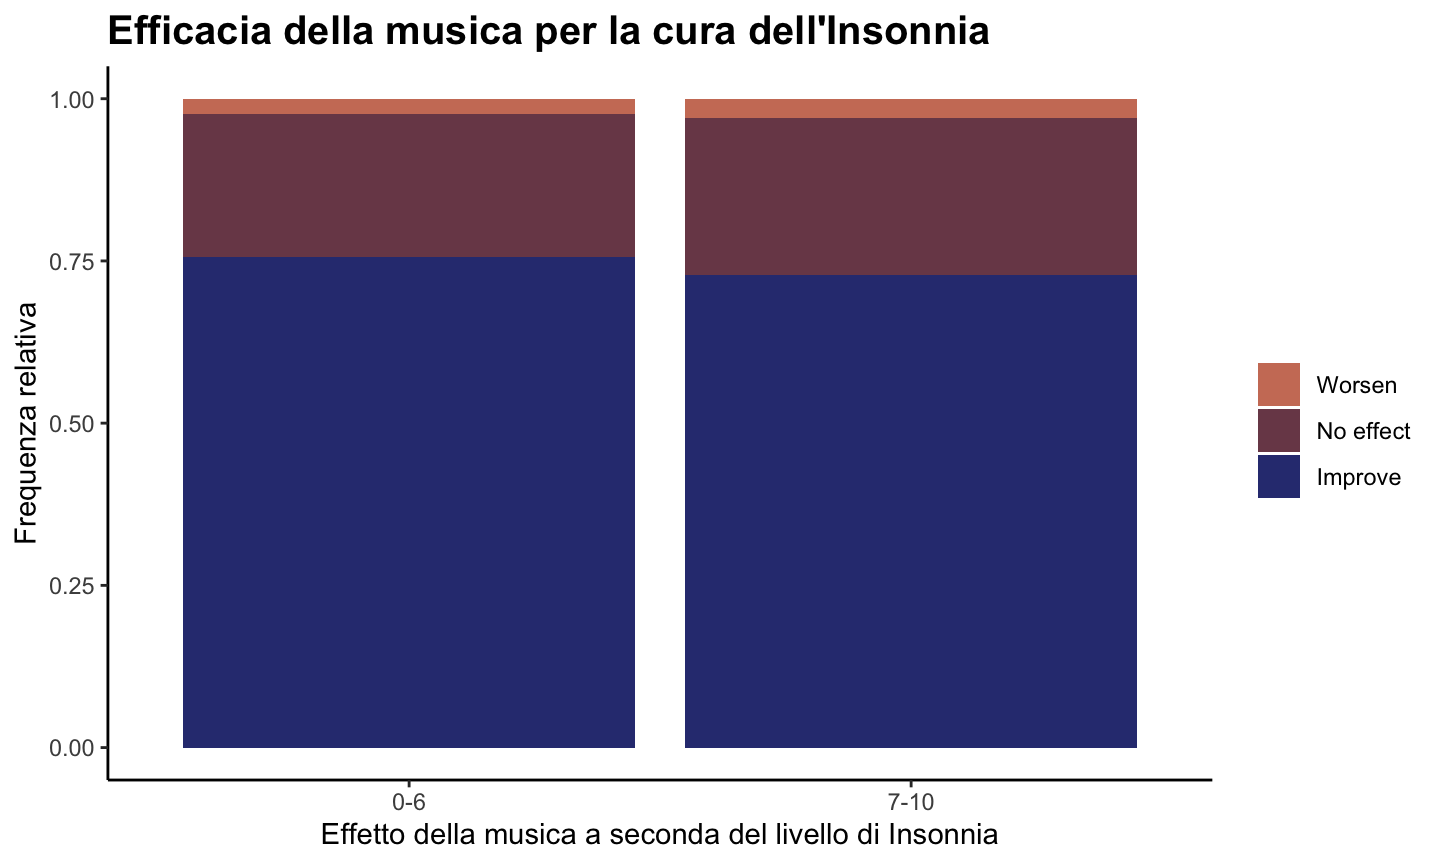 Efficacia della musica per la cura dell'Insonnia
1.00
0.75
0.50
0.25
0.00
Frequenza relativa
0-6
7-10
Effetto della musica a seconda del livello di Insonnia
Worsen
No effect
Improve